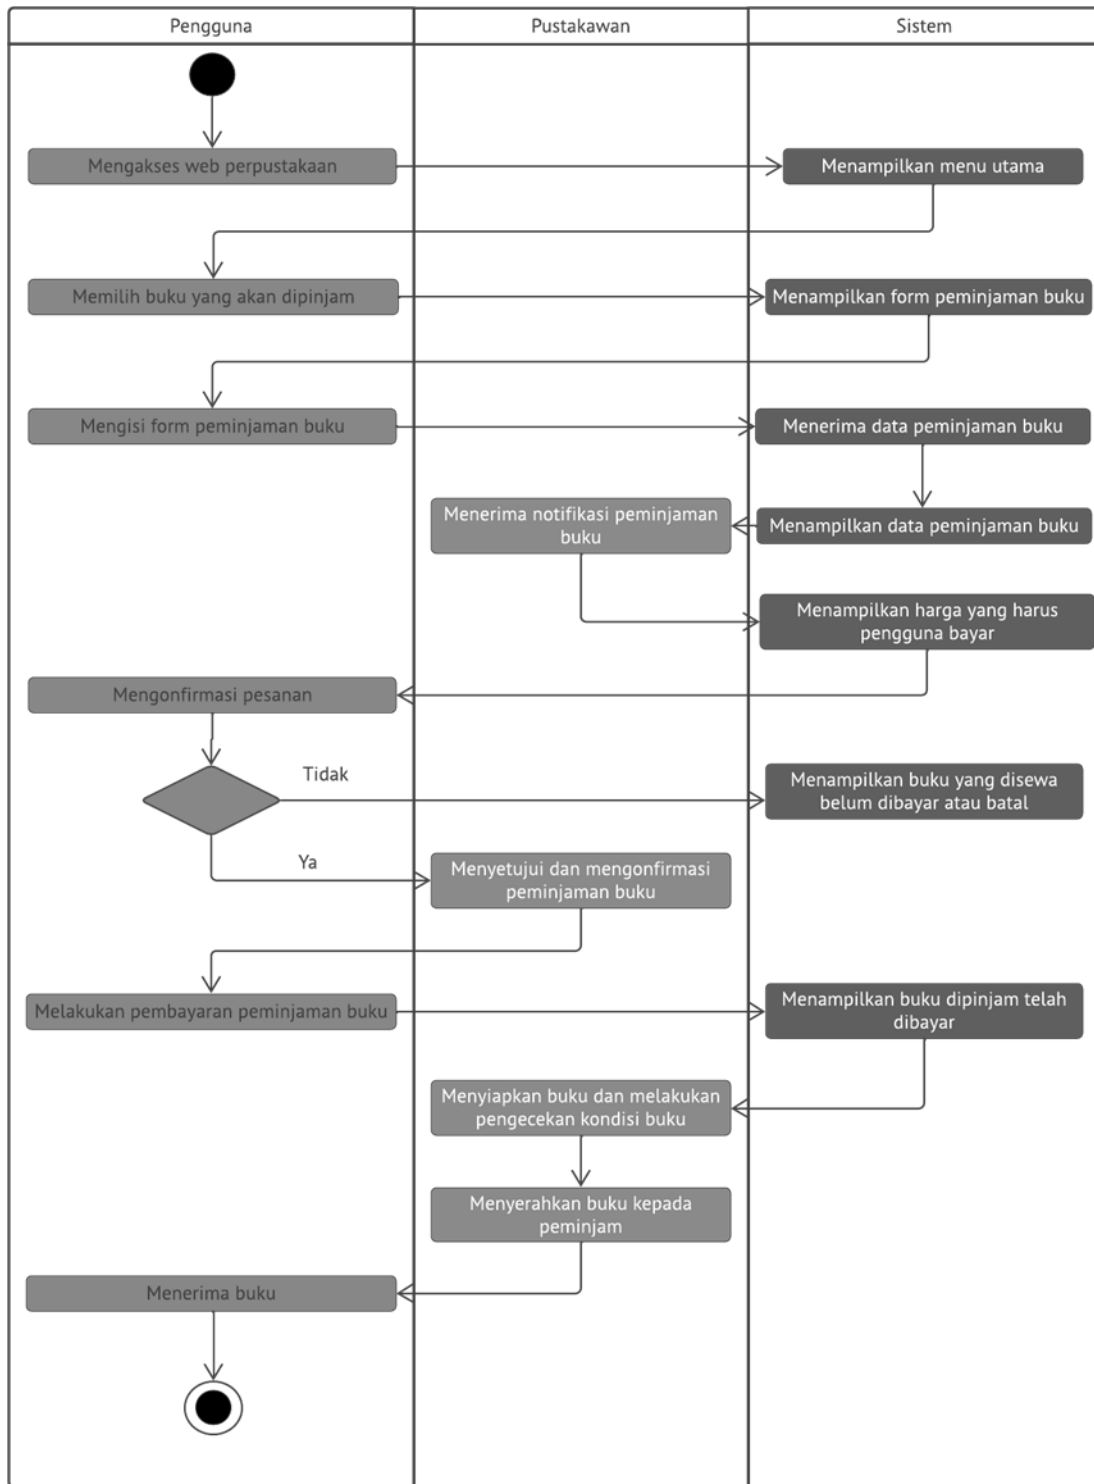 Pengguna
Pustakawan
Sistem
Mengakses web perpustakaan
Menampilkan menu utama
Memilih buku yang akan dipinjam
Menampilkan form peminjaman buku
Mengisi form peminjaman buku
Menerima data peminjaman buku
Menerima notifikasi peminjaman
buku
Menampilkan data peminjaman buku
Menampilkan harga yang harus
pengguna bayar
Mengonfirmasi pesanan
Tidak
Menampilkan buku yang disewa
belum dibayar atau batal
Ya
Menyetujui dan mengonfirmasi
peminjaman buku
Melakukan pembayaran peminjaman buku
Menampilkan buku dipinjam telah
dibayar
Menyiapkan buku dan melakukan
pengecekan kondisi buku
Menyerahkan buku kepada
peminjam
Menerima buku